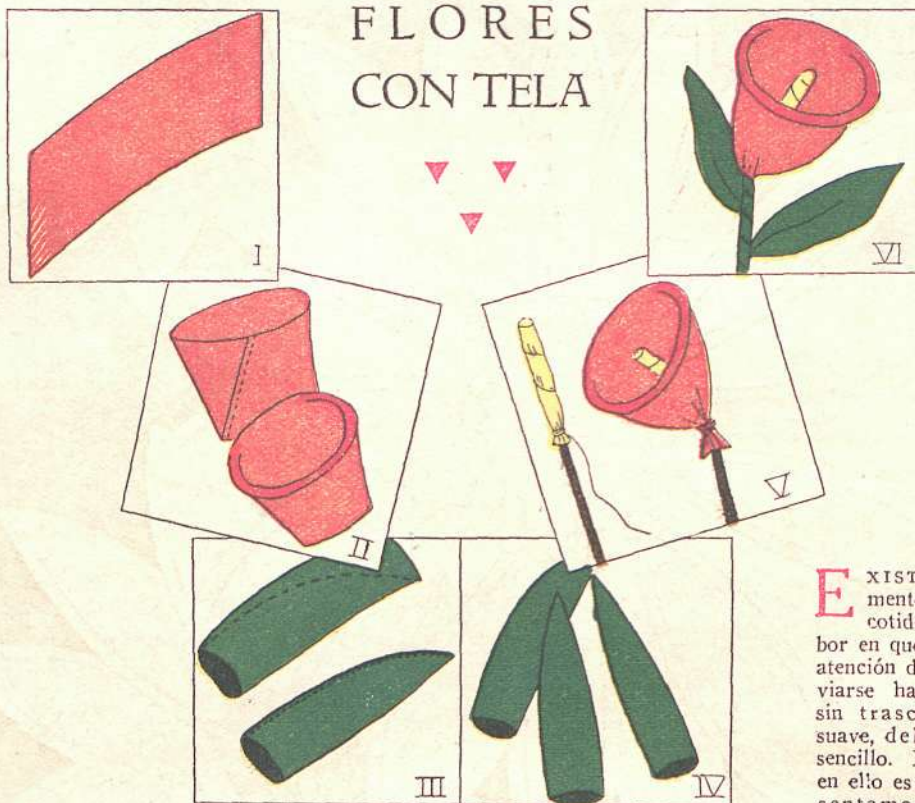 FLORES
CON TELA
I
VI
II
V
III
IV
EXIST
ment
cotid
bor en que
atención d
viarse ha
sin trasc
suave, del
sencillo.
en ello es